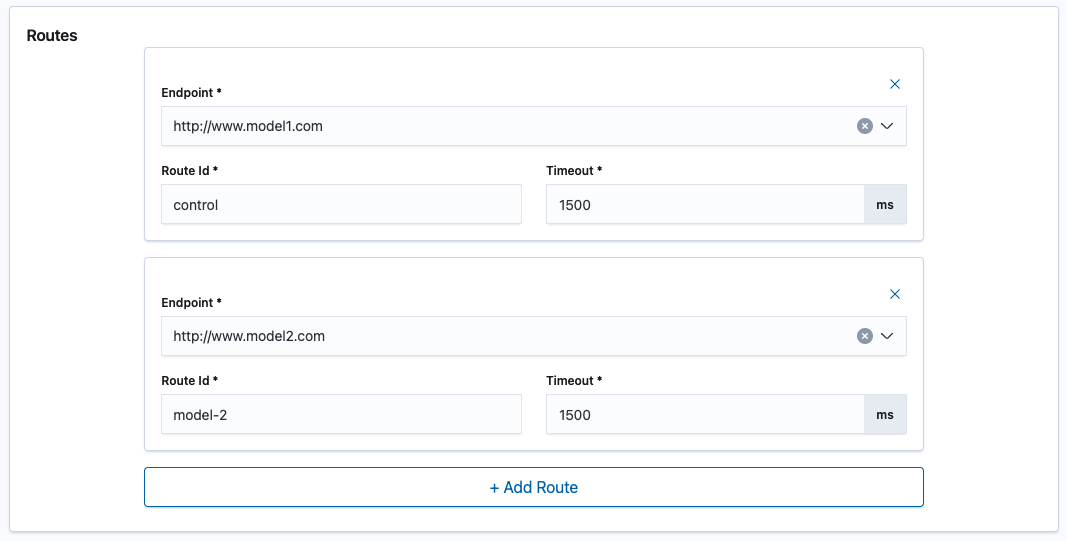 Routes
Endpoint *
http://www.model1.com
Route Id * Timeout *
control 1500 ms
Endpoint *
http://www.model2.com
Route Id * Timeout *
model-2 1500 ms
+ Add Route